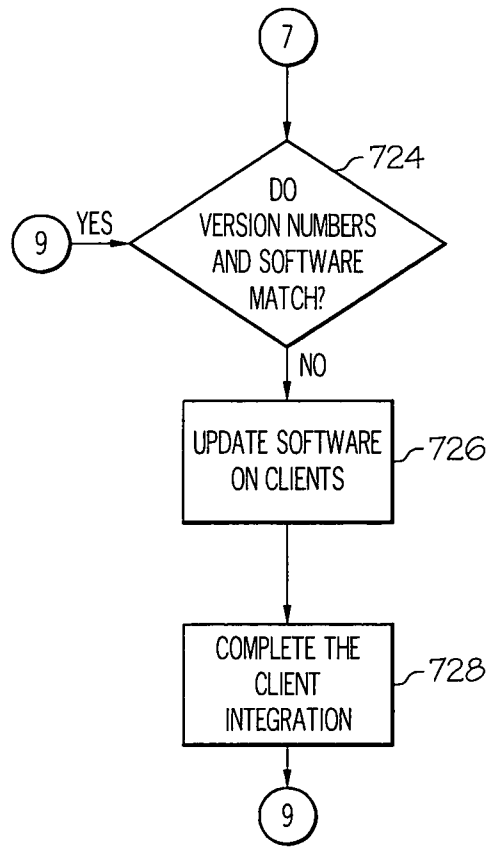 7
724
DO
VERSION NUMBERS
AND SOFTWARE
MATCH?
YES
9
NO
UPDATE SOFTWARE
ON CLIENTS
726
COMPLETE THE
CLIENT
INTEGRATION
728
9